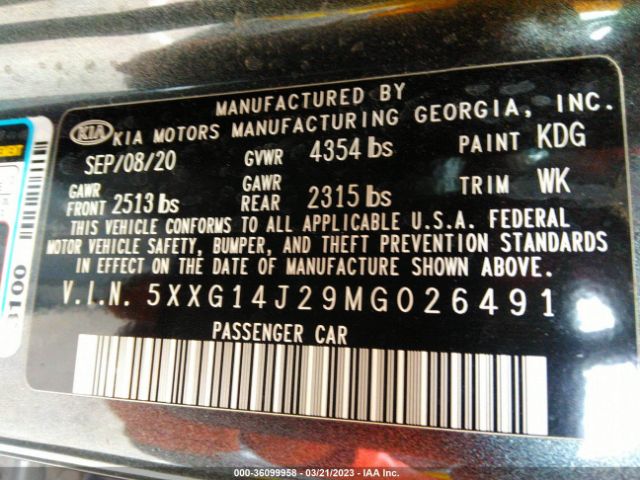 MANUFACTURED BY
KIA KIA MOTORS MANUFACTURING GEORGIA, INC.
SEP/08/20 GVWR 4354 lbs PAINT KDG
GAWR FRONT 2513 lbs GAWR REAR 2315 lbs TRIM WK
THIS VEHICLE CONFORMS TO ALL APPLICABLE U.S.A. FEDERAL
MOTOR VEHICLE SAFETY, BUMPER, AND THEFT PREVENTION STANDARDS
IN EFFECT ON THE DATE OF MANUFACTURE SHOWN ABOVE.
V.I.N. 5XXG14J29MG026491
PASSENGER CAR
000-36099958 — 03/21/2023 — IAA Inc.